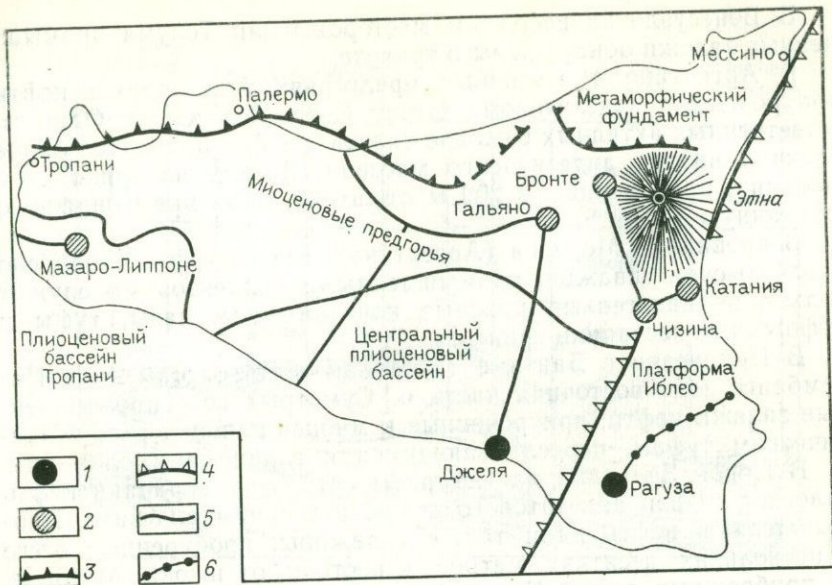 Мессино
Палермо
Метаморфический
фундамент
Тропани
Бронте
Этна
Гальяно
Миоценовые предгорья
Мазаро-Липпоне
Катания
Чизина
Плиоценовый
бассейн
Тропани
Центральный
плиоценовый
бассейн
Платформа
Иблео
Джеля
Рагуза
1
4
2
5
3
6